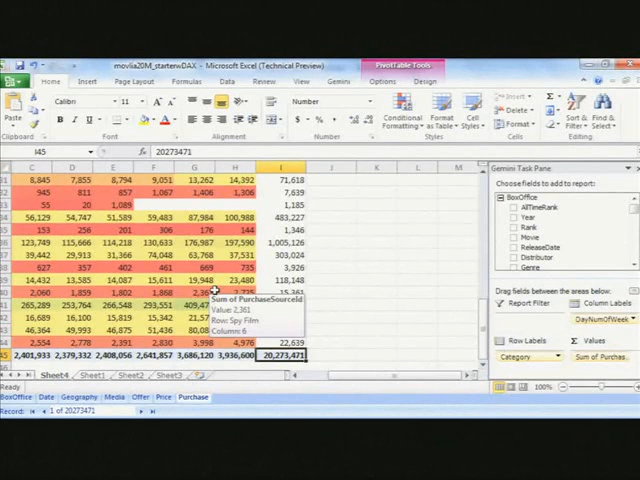 movlia20M_starterwDAX - Microsoft Excel (Technical Preview)
PivotTable Tools
Home Insert Page Layout Formulas Data Review View Gemini Options Design
Paste
Calibri 11
General
Conditional Formatting
Format as Table
Cell Styles
Insert
Delete
Format
Sort & Filter
Find & Select
Clipboard Font Alignment Number Styles Cells Editing
I45 20273471
C D E F G H I J K L M
8,845 7,855 8,794 9,051 13,262 14,392 71,618
945 811 857 1,067 1,406 1,306 7,639
55 20 1,089 1,185
56,129 54,747 51,589 59,483 87,984 100,988 483,227
153 256 201 306 176 144 1,346
123,749 115,666 114,218 130,633 176,987 197,590 1,005,126
39,442 29,913 31,366 74,048 63,768 37,531 303,024
627 357 402 461 669 735 3,926
14,432 13,585 14,087 15,611 19,948 23,480 118,148
2,060 1,859 1,802 1,868
265,289 253,764 266,548 293,551
16,689 16,100 15,819 15,342
46,364 49,993 46,875 51,436
2,554 2,778 2,391 2,830 3,998 4,976 22,639
45 2,401,933 2,379,332 2,408,056 2,641,857 3,686,120 3,936,600 20,273,471
Sum of PurchaseSourceId
Value: 2,361
Row: Spy Film
Column: 6
Sheet4 Sheet1 Sheet2 Sheet3
Ready
100%
BoxOffice Date Geography Media Offer Price Purchase
Record: 1 of 20273471
Gemini Task Pane
Choose fields to add to report:
BoxOffice
AllTimeRank
Year
Rank
Movie
ReleaseDate
Distributor
Genre
Drag fields between the areas below:
Report Filter
Column Labels
DayNumOfWeek
Row Labels
Values
Category
Sum of Purchas...